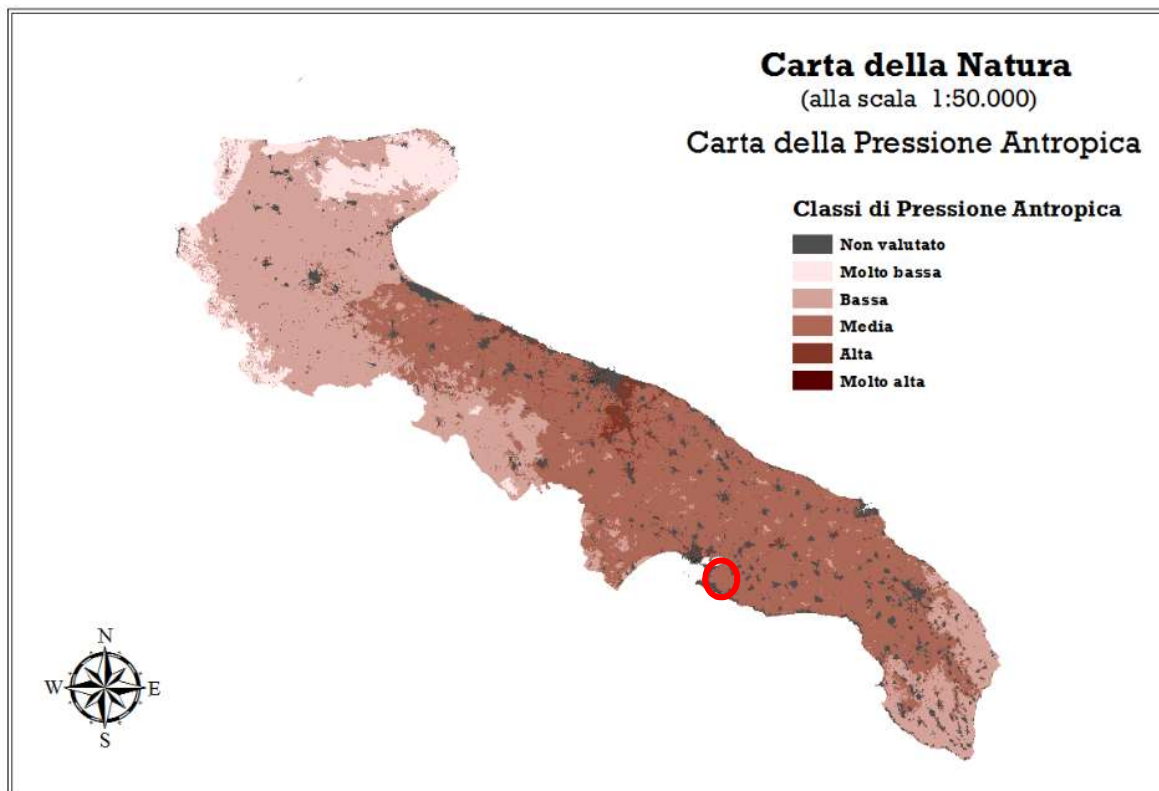 Carta della Natura
(alla scala 1:50.000)
Carta della Pressione Antropica
Classi di Pressione Antropica
Non valutato
Molto bassa
Bassa
Media
Alta
Molto alta
N
W E
S